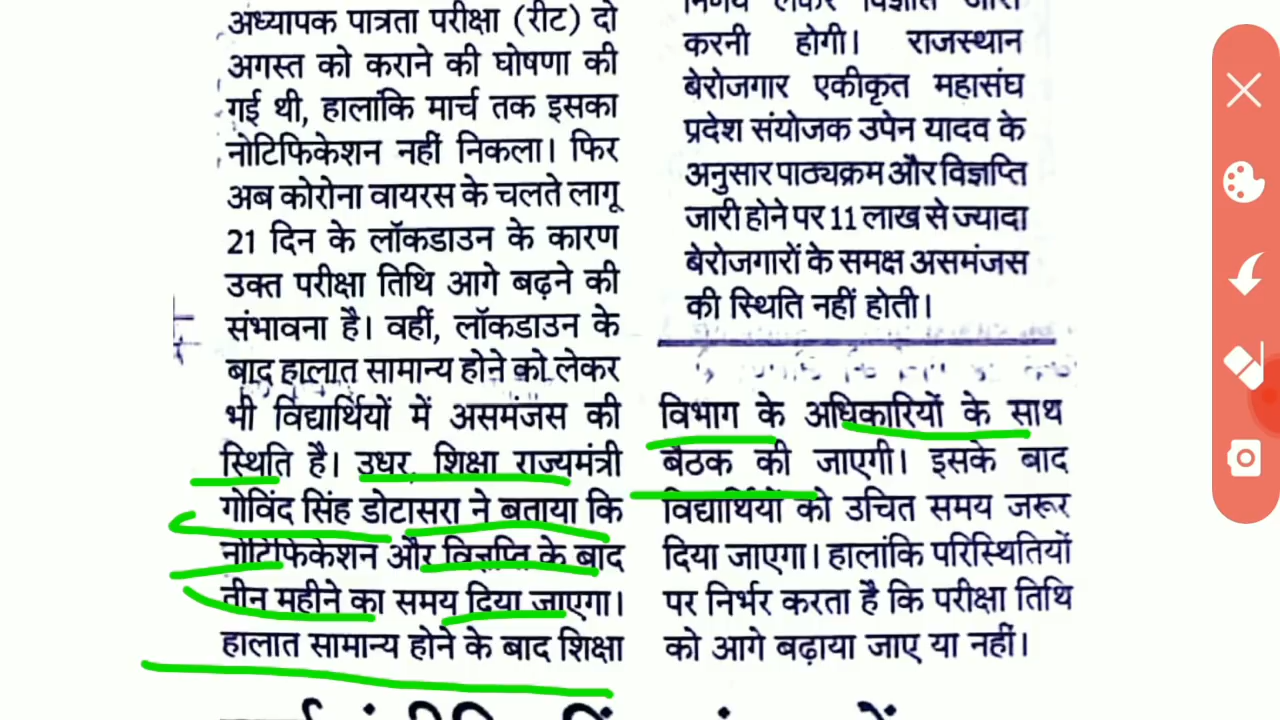 अध्यापक पात्रता परीक्षा (रीट) दो
अगस्त को कराने की घोषणा की
गई थी, हालांकि मार्च तक इसका
नोटिफिकेशन नहीं निकला। फिर
अब कोरोना वायरस के चलते लागू
21 दिन के लॉकडाउन के कारण
उक्त परीक्षा तिथि आगे बढ़ने की
संभावना है। वहीं, लॉकडाउन के
बाद हालात सामान्य होने को लेकर
भी विद्यार्थियों में असमंजस की
स्थिति है। उधर, शिक्षा राज्यमंत्री
गोविंद सिंह डोटासरा ने बताया कि
नोटिफिकेशन और विज्ञप्ति के बाद
तीन महीने का समय दिया जाएगा।
हालात सामान्य होने के बाद शिक्षा
करनी होगी। राजस्थान
बेरोजगार एकीकृत महासंघ
प्रदेश संयोजक उपेन यादव के
अनुसार पाठ्यक्रम और विज्ञप्ति
जारी होने पर 11 लाख से ज्यादा
बेरोजगारों के समक्ष असमंजस
की स्थिति नहीं होती।
विभाग के अधिकारियों के साथ
बैठक की जाएगी। इसके बाद
विद्यार्थियों को उचित समय जरूर
दिया जाएगा। हालांकि परिस्थितियों
पर निर्भर करता है कि परीक्षा तिथि
को आगे बढ़ाया जाए या नहीं।